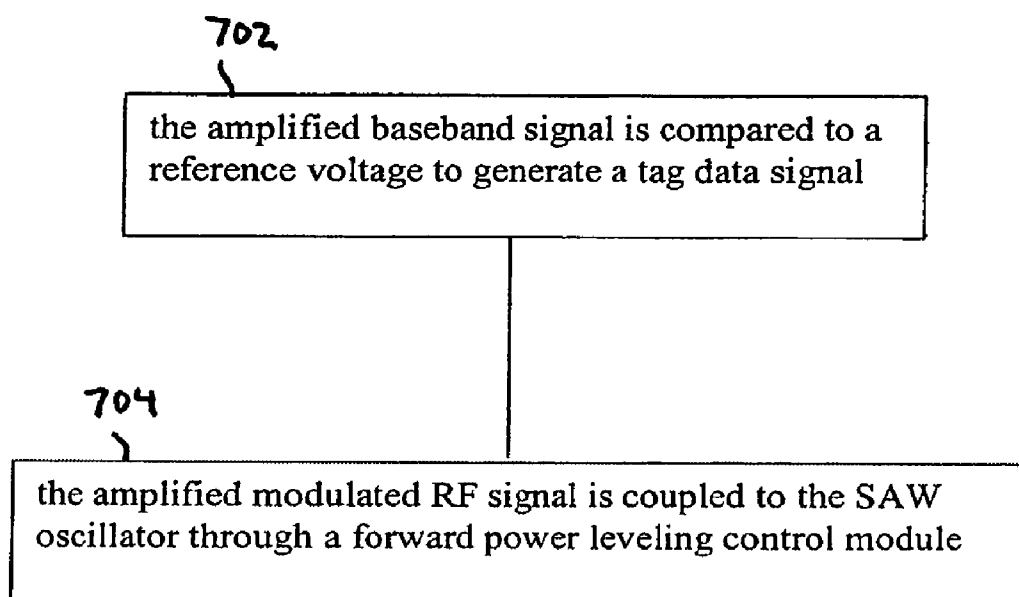 702
the amplified baseband signal is compared to a
reference voltage to generate a tag data signal
704
the amplified modulated RF signal is coupled to the SAW
oscillator through a forward power leveling control module